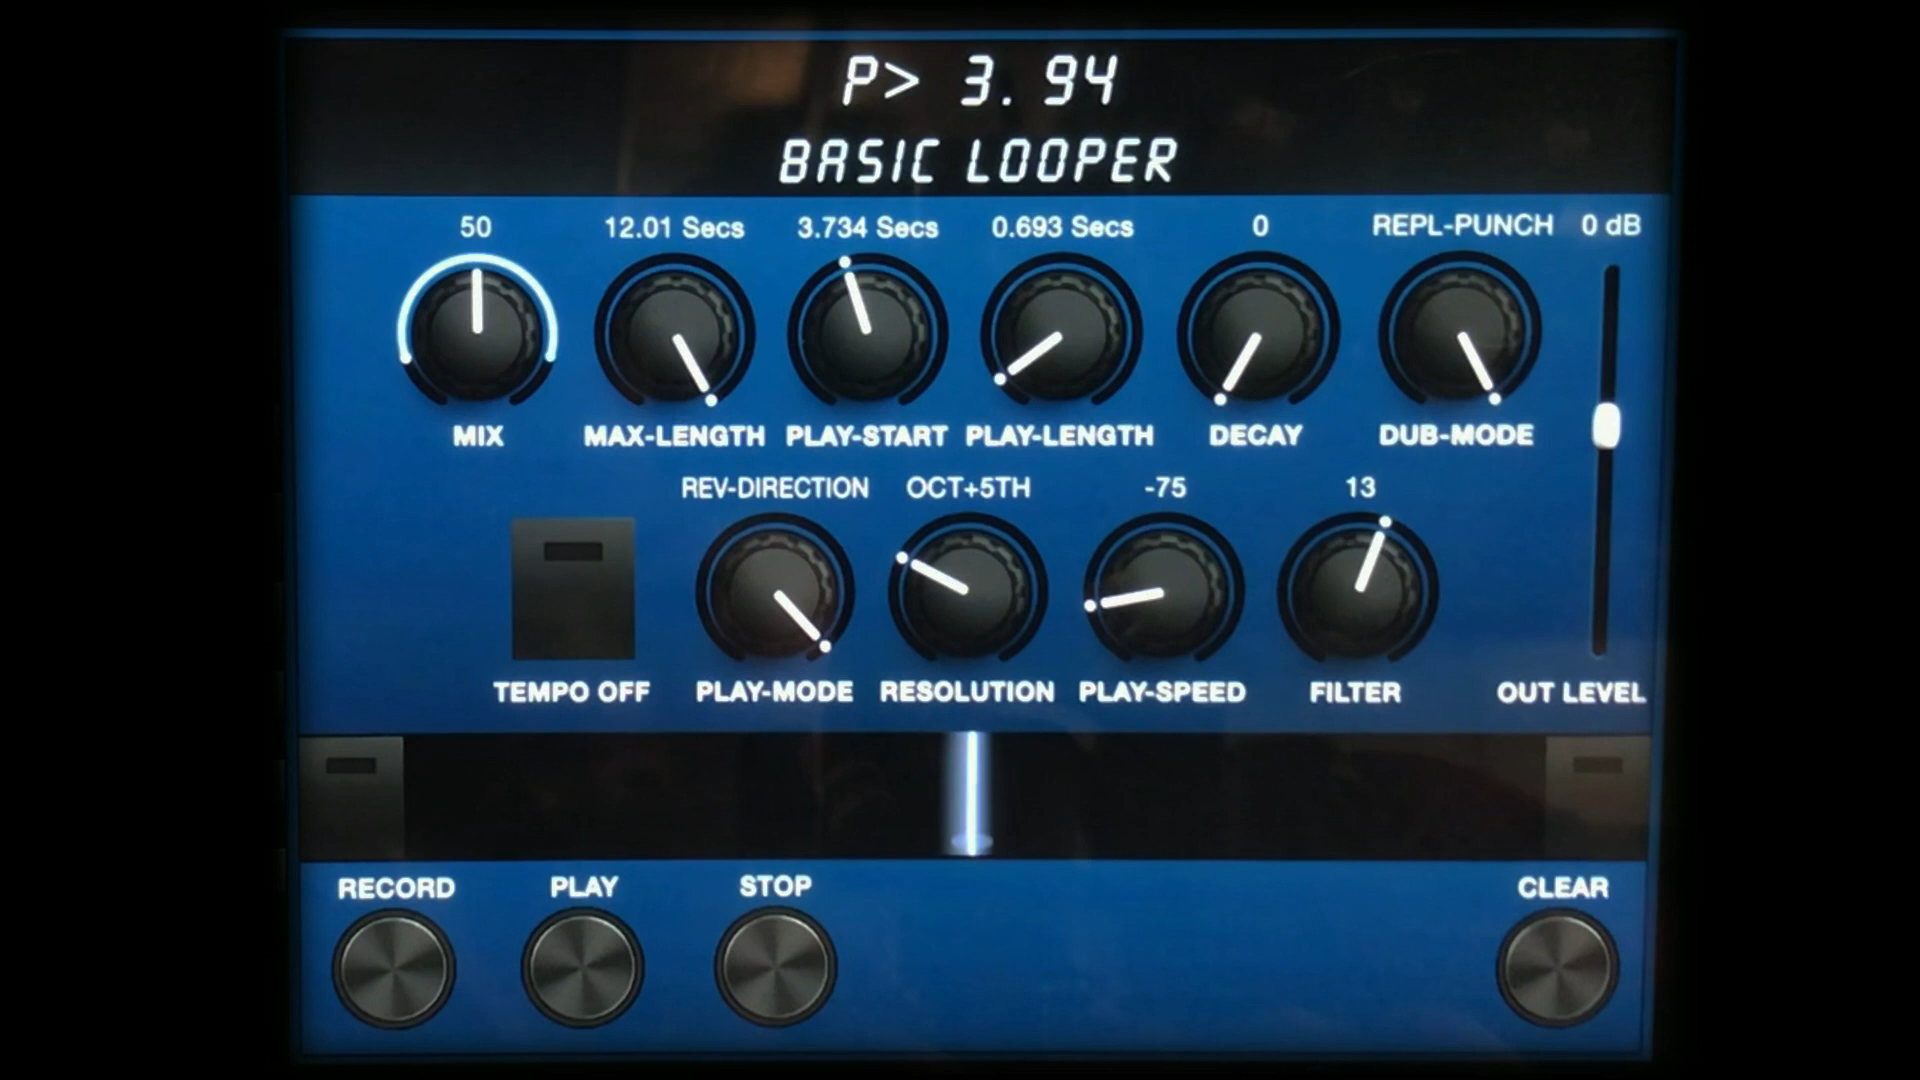 P> 3.94
BASIC LOOPER
50 12.01 Secs 3.734 Secs 0.693 Secs 0 REPL-PUNCH 0 dB
MIX MAX-LENGTH PLAY-START PLAY-LENGTH DECAY DUB-MODE
REV-DIRECTION OCT+5TH -75 13
TEMPO OFF PLAY-MODE RESOLUTION PLAY-SPEED FILTER OUT LEVEL
RECORD PLAY STOP CLEAR